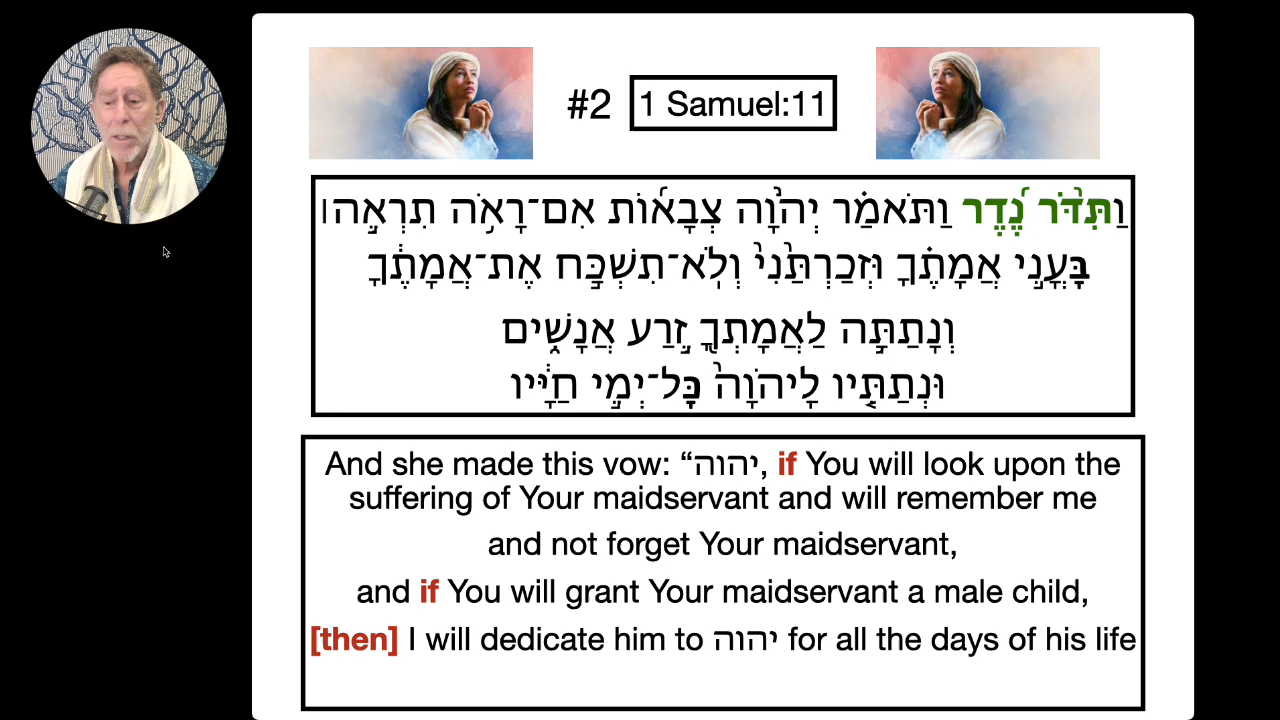 #2 1 Samuel:11
וַתִּדֹּ֨ר נֶ֜דֶר וַתֹּאמַ֗ר יְהֹוָ֨ה צְבָא֜וֹת אִם־רָאֹ֥ה תִרְאֶ֣ה׀
בׇּעֳנִ֣י אֲמָתֶ֗ךָ וּזְכַרְתַּ֙נִי֙ וְלֹֽא־תִשְׁכַּ֣ח אֶת־אֲמָתֶ֔ךָ
וְנָתַתָּ֥ה לַאֲמָתְךָ֖ זֶ֣רַע אֲנָשִׁ֑ים
וּנְתַתִּ֤יו לַֽיהֹוָה֙ כׇּל־יְמֵ֣י חַיָּ֔יו
And she made this vow: “יהוה, if You will look upon the
suffering of Your maidservant and will remember me
and not forget Your maidservant,
and if You will grant Your maidservant a male child,
[then] I will dedicate him to יהוה for all the days of his life